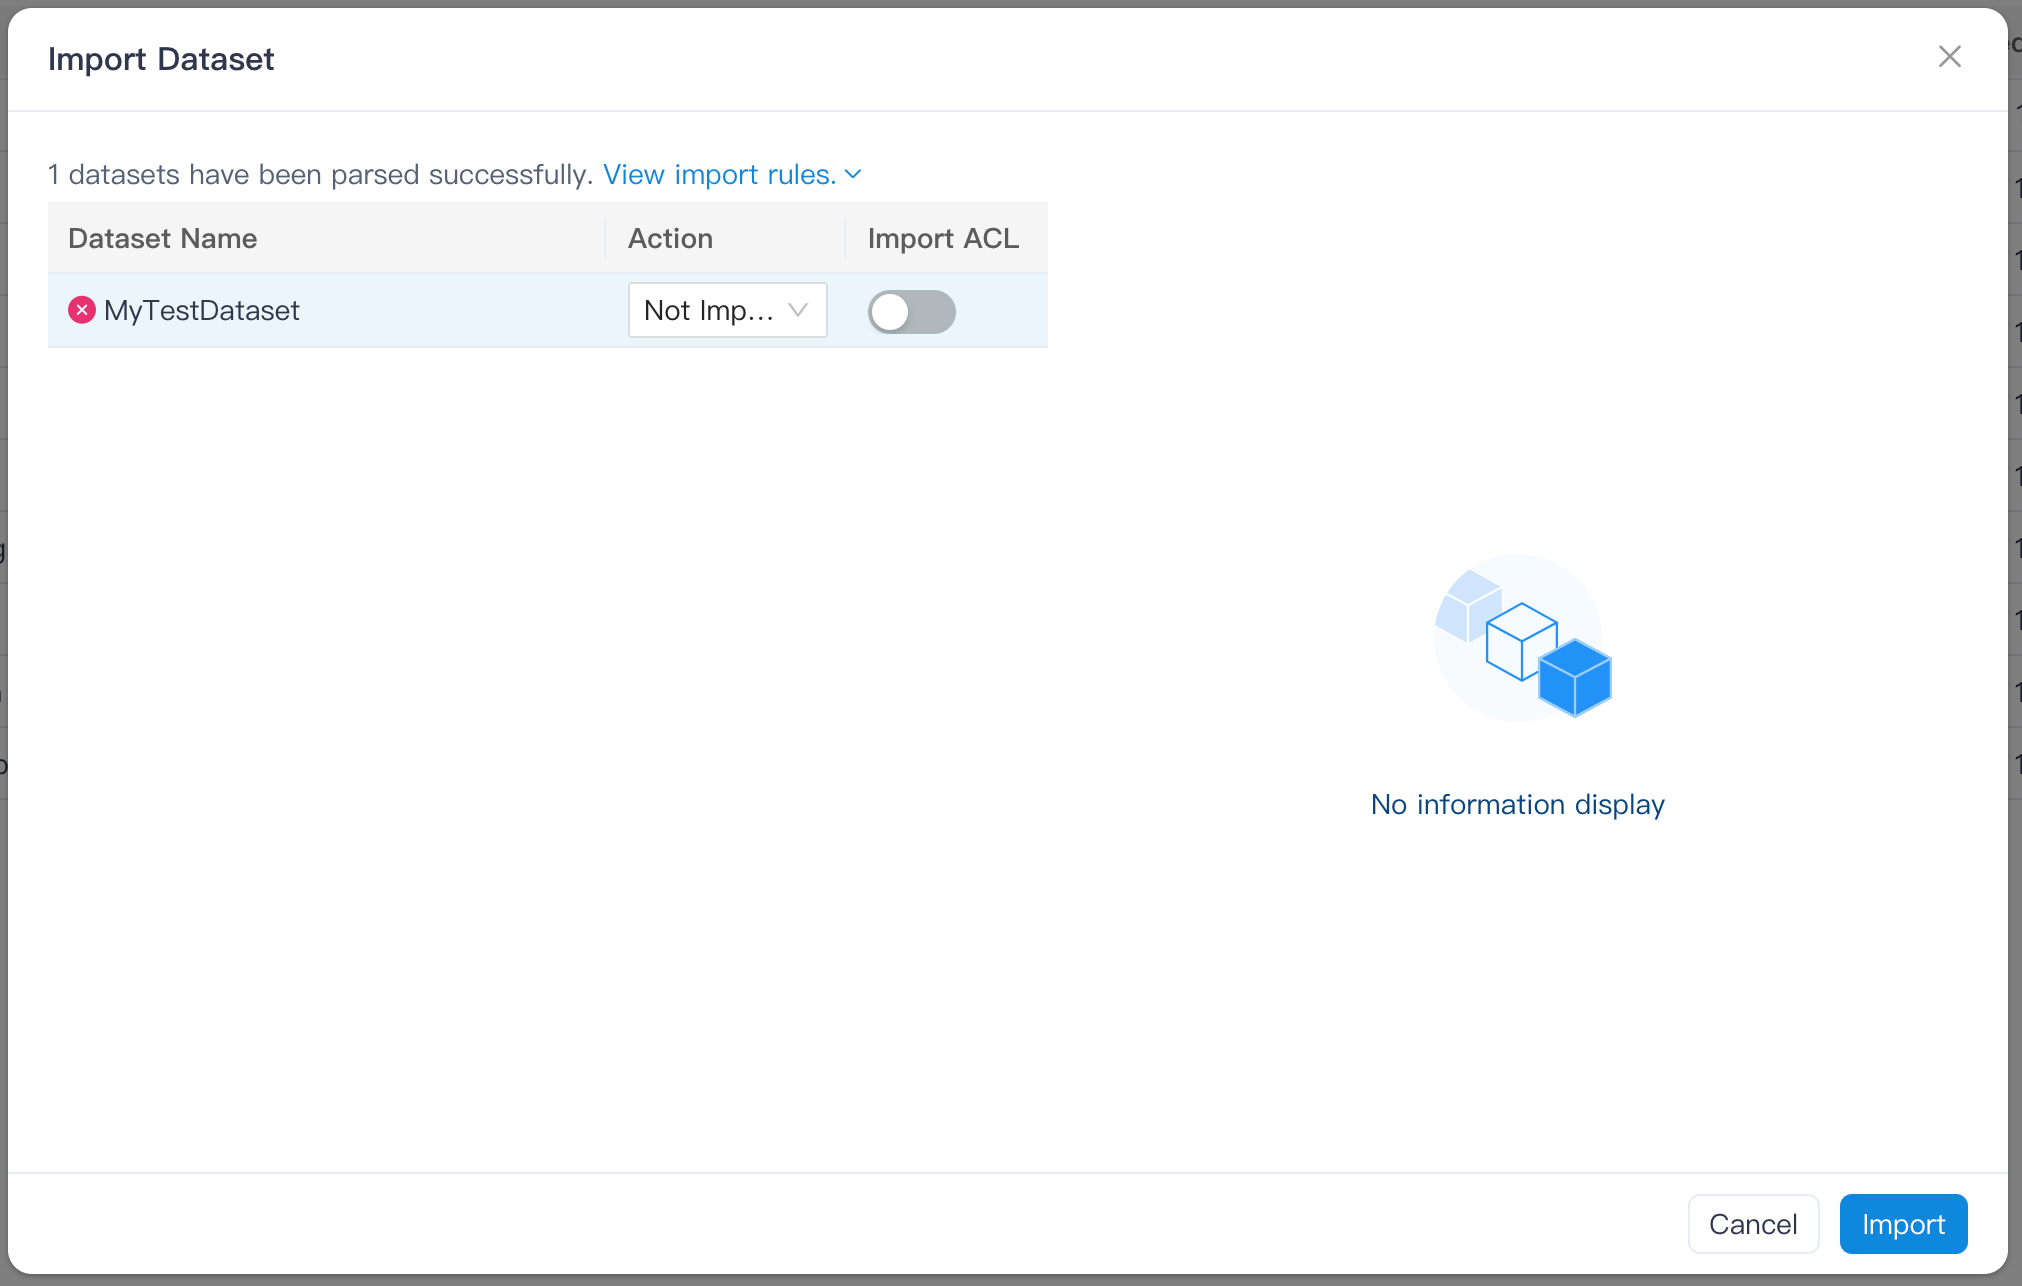 Import Dataset
1 datasets have been parsed successfully. View import rules.
Dataset Name Action Import ACL
MyTestDataset Not Imp...
No information display
Cancel Import